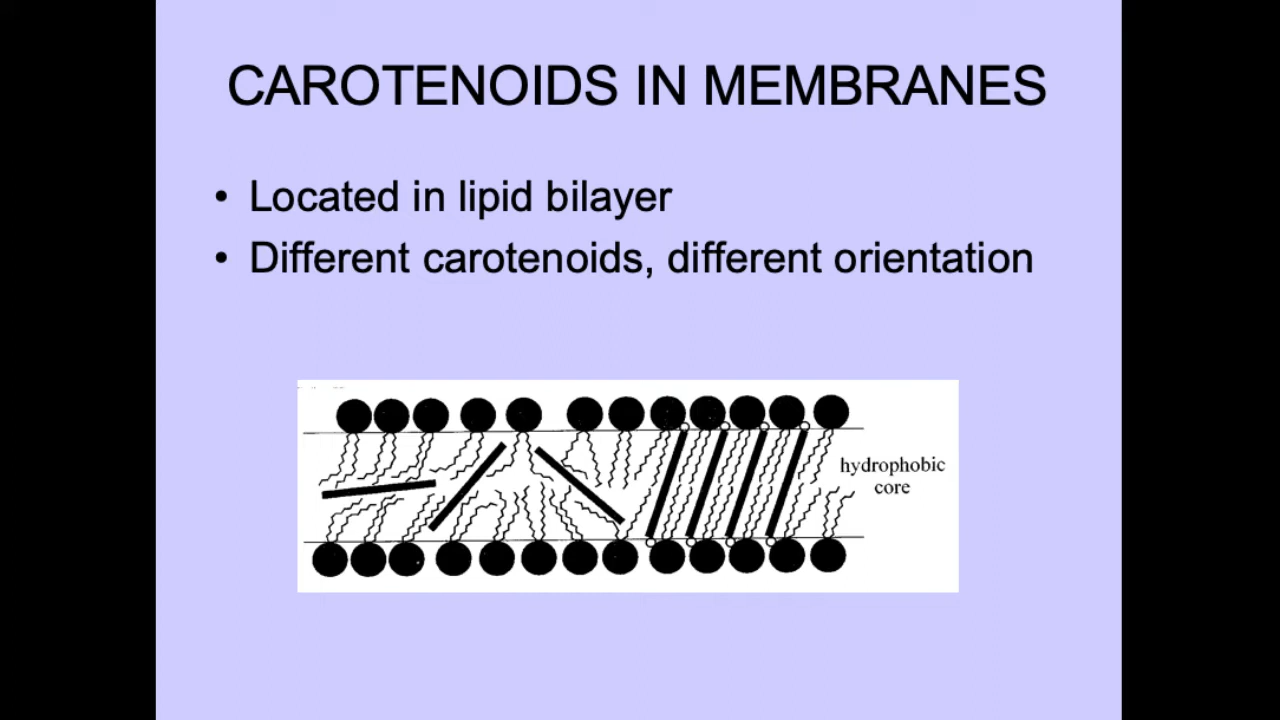 CAROTENOIDS IN MEMBRANES
• Located in lipid bilayer
• Different carotenoids, different orientation
hydrophobic
core